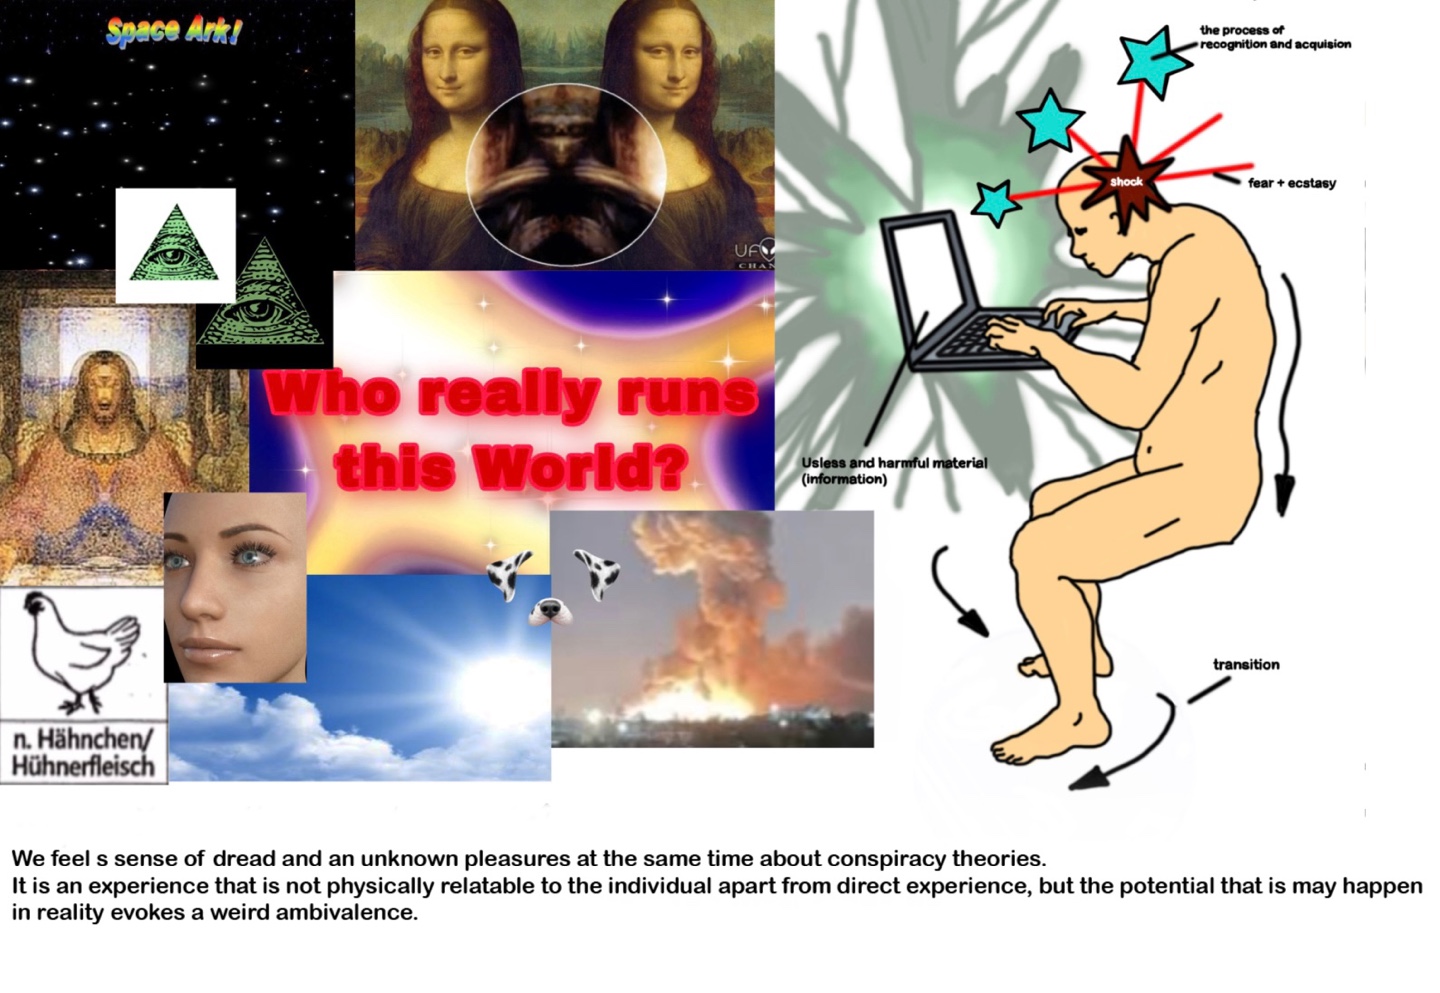 Space Ark!
the process of
recognition and acquision
shock
fear + ecstasy
Who really runs
this World?
Usless and harmful material
(information)
transition
n. Hähnchen/
Hühnerfleisch
We feel s sense of dread and an unknown pleasures at the same time about conspiracy theories.
It is an experience that is not physically relatable to the individual apart from direct experience, but the potential that is may happen
in reality evokes a weird ambivalence.